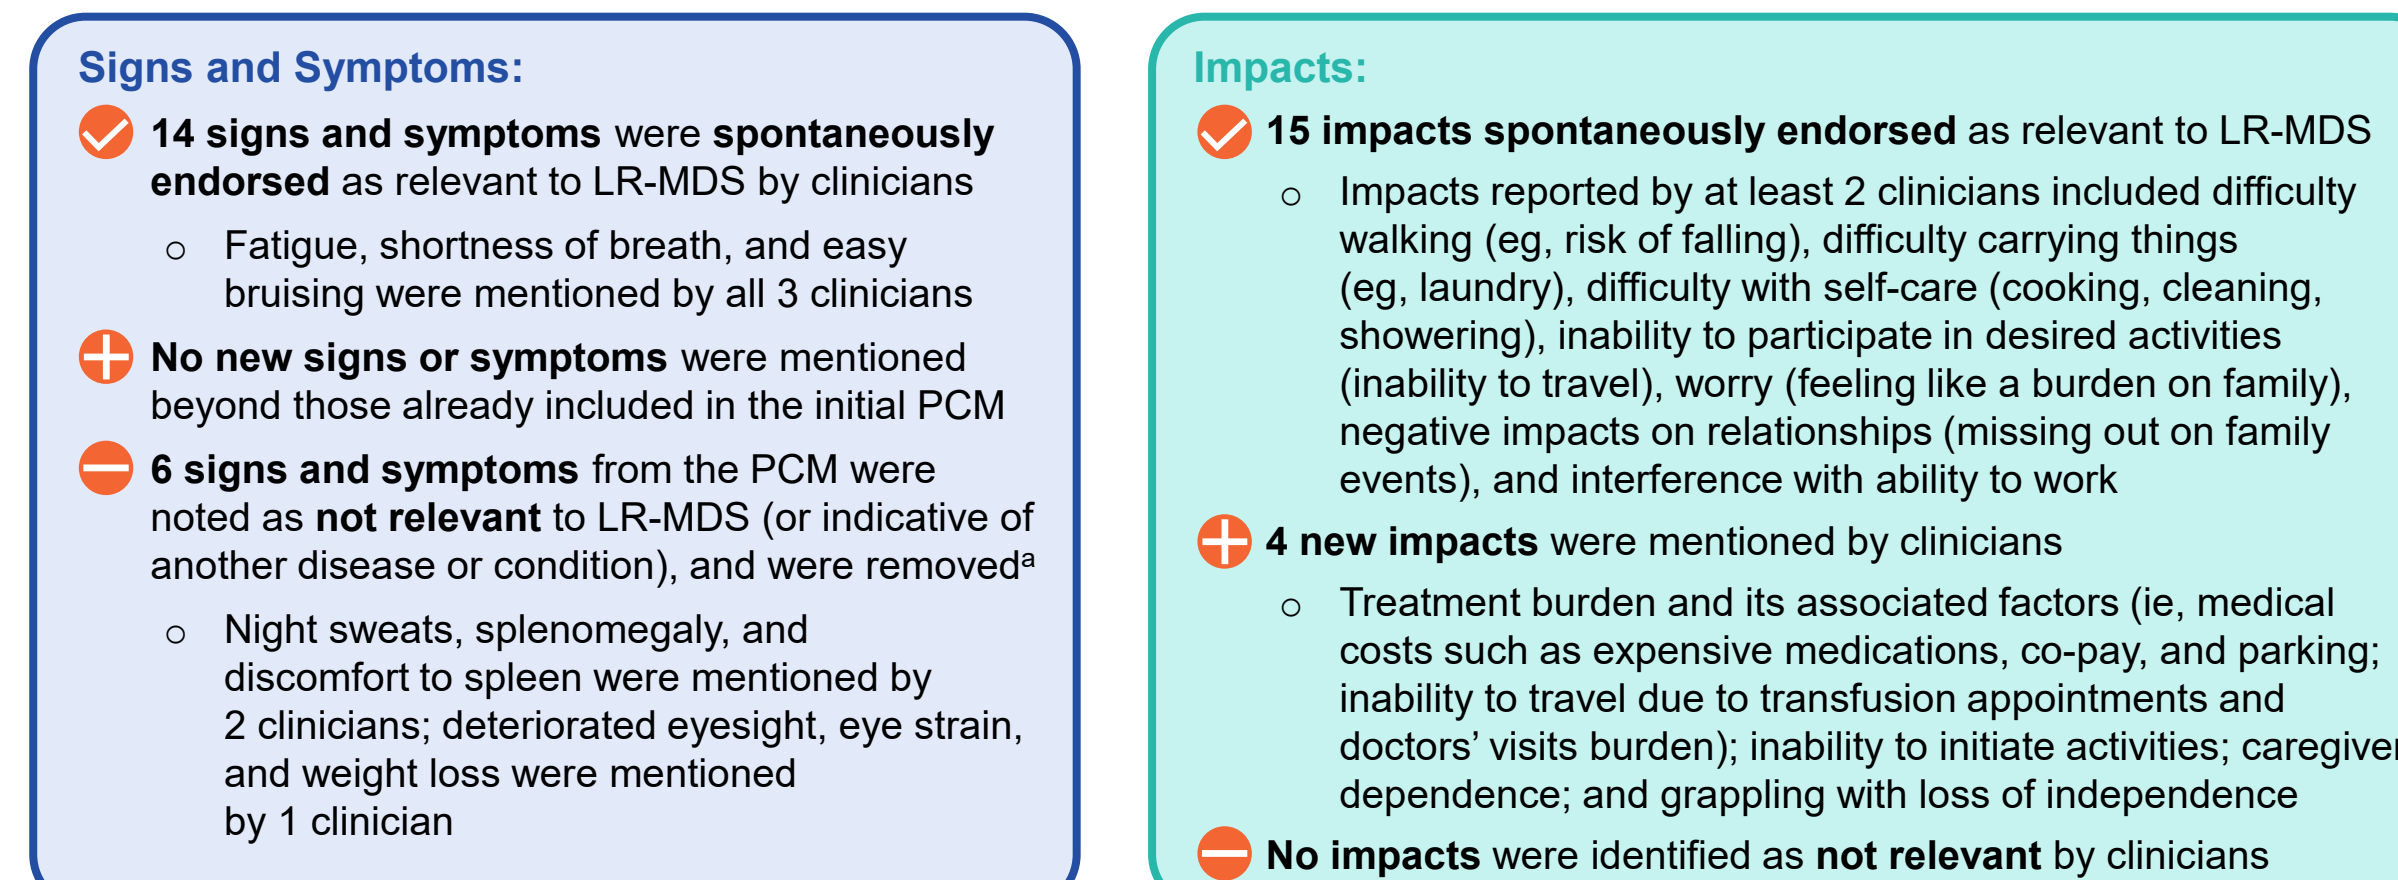 Signs and Symptoms:
14 signs and symptoms were spontaneously
endorsed as relevant to LR-MDS by clinicians
o Fatigue, shortness of breath, and easy
bruising were mentioned by all 3 clinicians
No new signs or symptoms were mentioned
beyond those already included in the initial PCM
6 signs and symptoms from the PCM were
noted as not relevant to LR-MDS (or indicative of
another disease or condition), and were removedᵃ
o Night sweats, splenomegaly, and
discomfort to spleen were mentioned by
2 clinicians; deteriorated eyesight, eye strain,
and weight loss were mentioned
by 1 clinician
Impacts:
15 impacts spontaneously endorsed as relevant to LR-MDS
o Impacts reported by at least 2 clinicians included difficulty
walking (eg, risk of falling), difficulty carrying things
(eg, laundry), difficulty with self-care (cooking, cleaning,
showering), inability to participate in desired activities
(inability to travel), worry (feeling like a burden on family),
negative impacts on relationships (missing out on family
events), and interference with ability to work
4 new impacts were mentioned by clinicians
o Treatment burden and its associated factors (ie, medical
costs such as expensive medications, co-pay, and parking;
inability to travel due to transfusion appointments and
doctors’ visits burden); inability to initiate activities; caregiver
dependence; and grappling with loss of independence
No impacts were identified as not relevant by clinicians